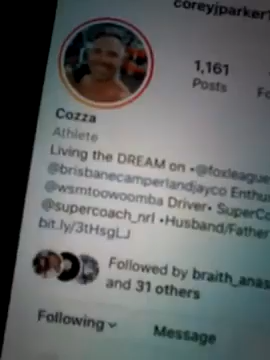 coreyjparker
1,161
Posts
Cozza
Athlete
Living the DREAM on •@foxleague
@brisbanecamperlandjayco Enthu
@wsmtoowoomba Driver• SuperCo
@supercoach_nrl •Husband/Father
bit.ly/3tHsgLJ
Followed by braith_anas
and 31 others
Following
Message